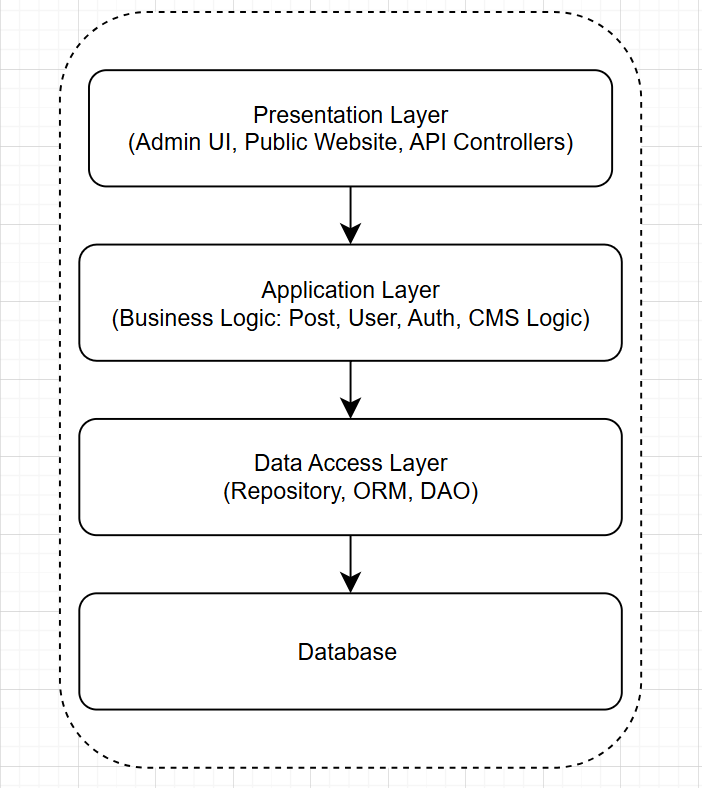 Presentation Layer
(Admin UI, Public Website, API Controllers)
Application Layer
(Business Logic: Post, User, Auth, CMS Logic)
Data Access Layer
(Repository, ORM, DAO)
Database